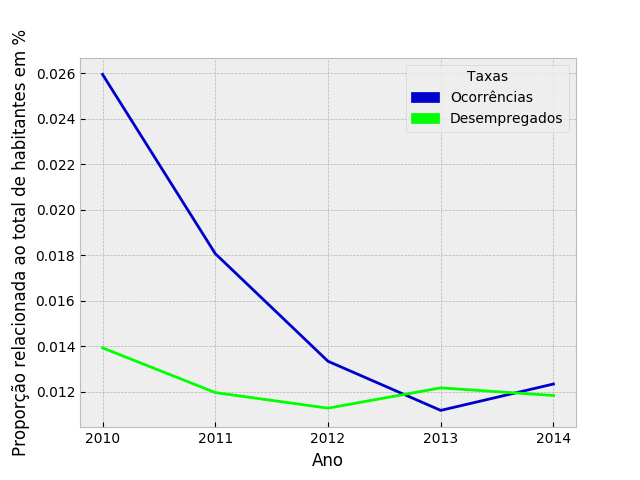 Proporção relacionada ao total de habitantes em %
0.026
0.024
0.022
0.020
0.018
0.016
0.014
0.012
Taxas
Ocorrências
Desempregados
2010 2011 2012 2013 2014
Ano